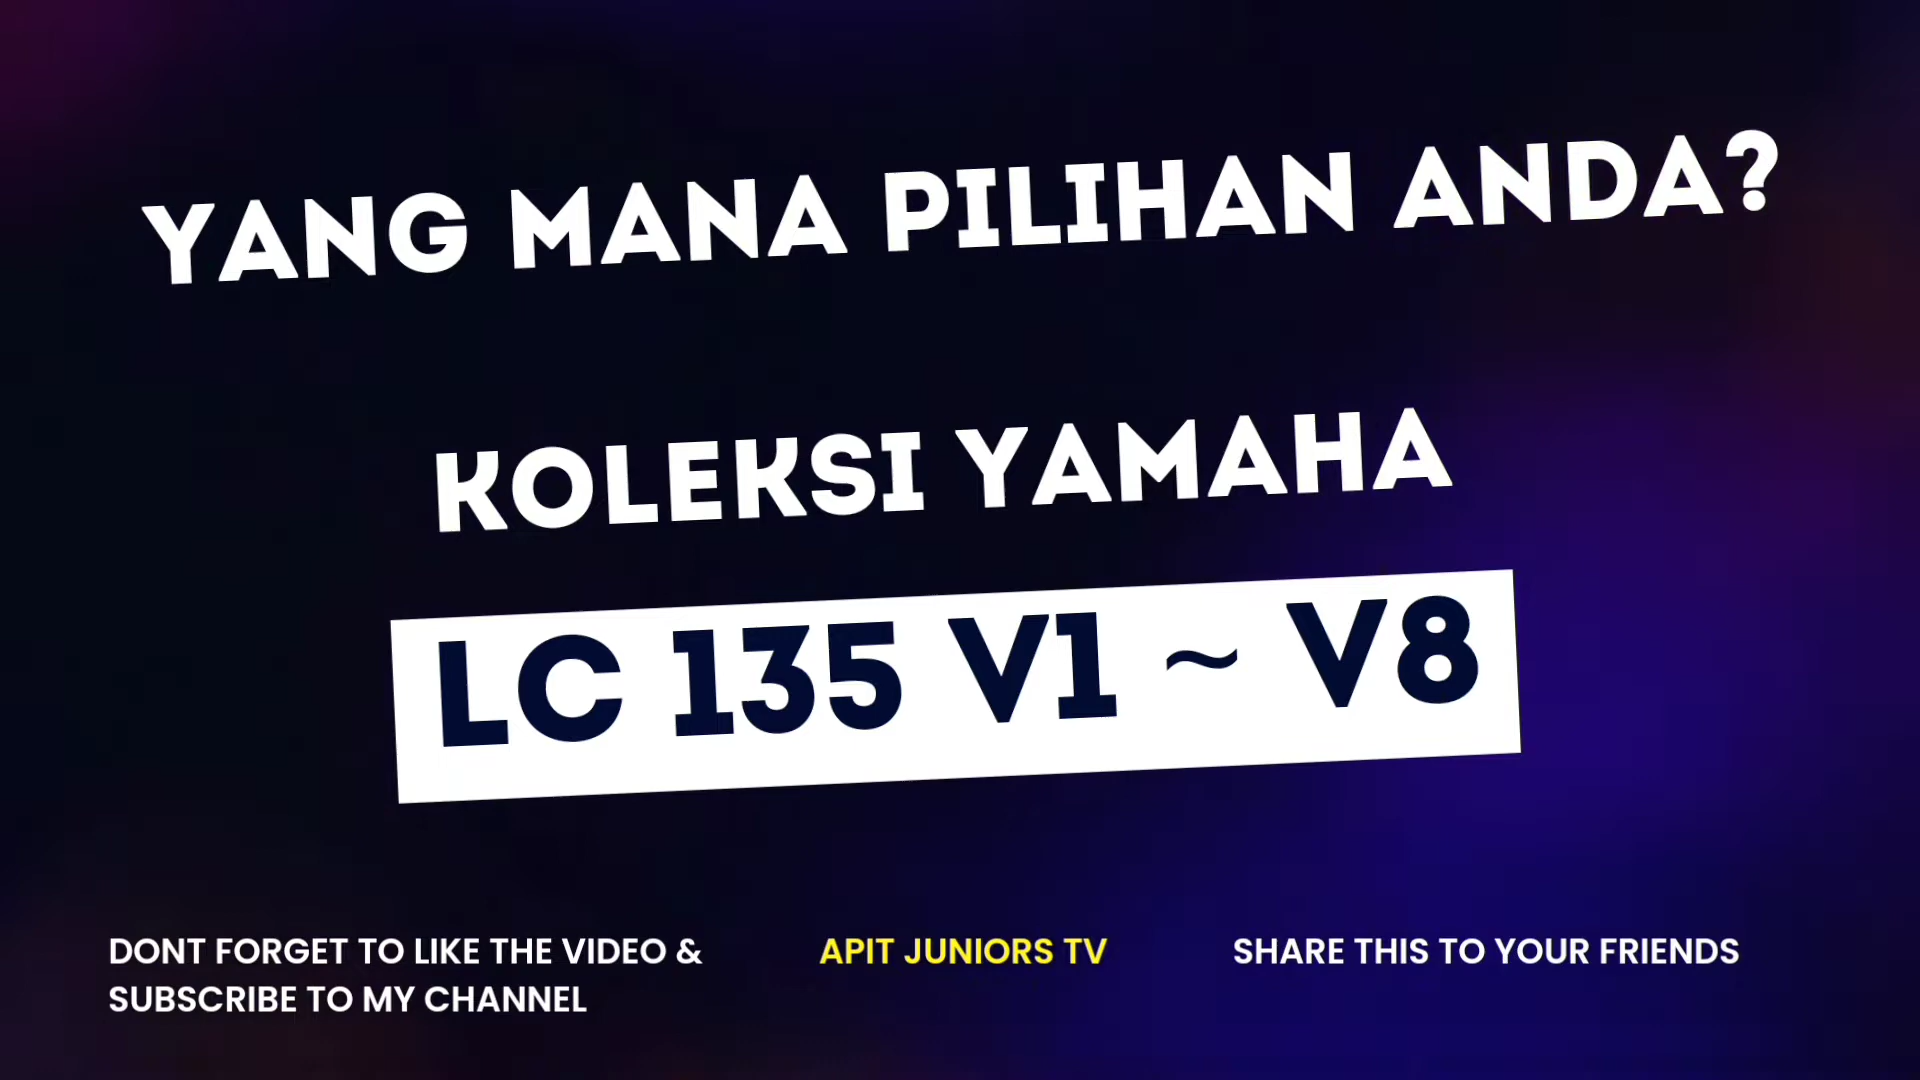 YANG MANA PILIHAN ANDA?
KOLEKSI YAMAHA
LC 135 V1 ~ V8
DONT FORGET TO LIKE THE VIDEO &
SUBSCRIBE TO MY CHANNEL
APIT JUNIORS TV
SHARE THIS TO YOUR FRIENDS